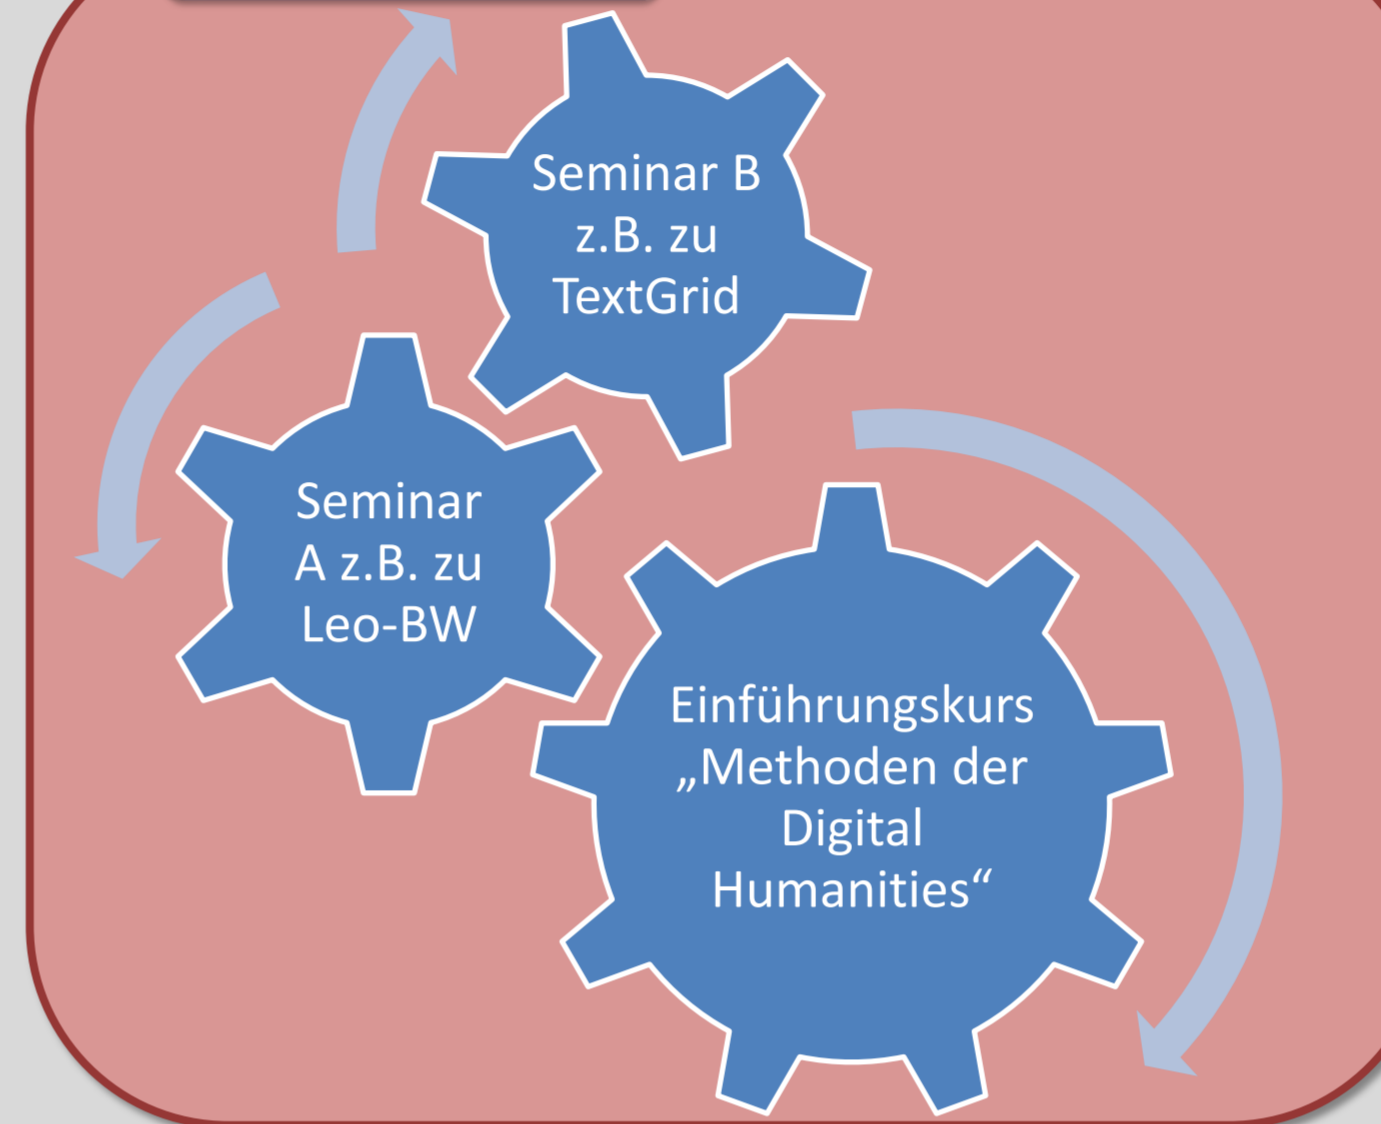 Seminar B
z.B. zu
TextGrid
Seminar
A z.B. zu
Leo-BW
Einführungskurs
„Methoden der
Digital
Humanities“